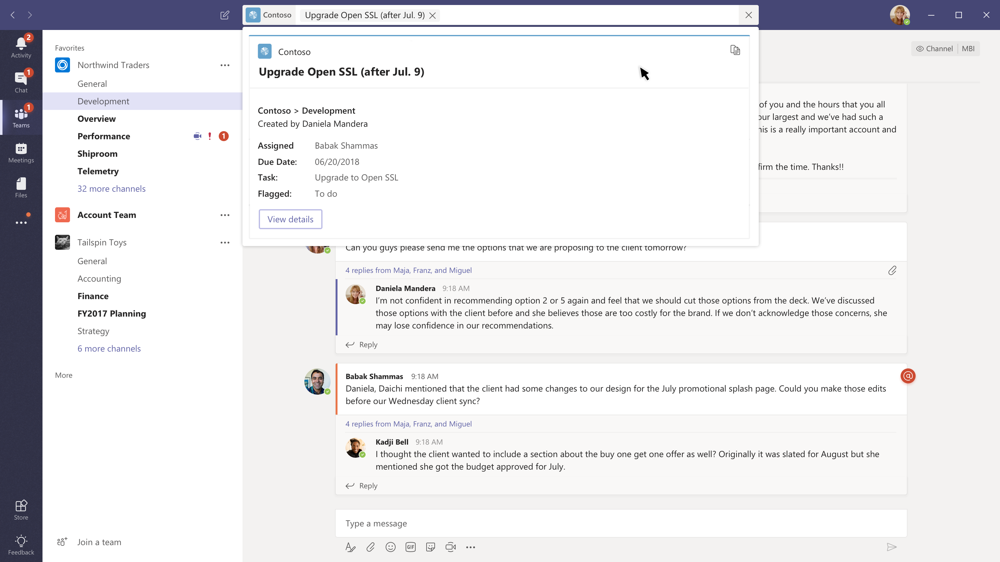 Contoso
Upgrade Open SSL (after Jul. 9)
2
Activity
1
Chat
1
Teams
Meetings
Files
Store
Feedback
Favorites
Northwind Traders
General
Development
Overview
Performance
1
Shiproom
Telemetry
32 more channels
Account Team
Tailspin Toys
General
Accounting
Finance
FY2017 Planning
Strategy
6 more channels
More
Join a team
Contoso
Upgrade Open SSL (after Jul. 9)
Contoso > Development
Created by Daniela Mandera
Assigned Babak Shammas
Due Date: 06/20/2018
Task: Upgrade to Open SSL
Flagged: To do
View details
Channel MBI
of you and the hours that you all
our largest and we’ve had such a
is a really important account and
the time. Thanks!!
Can you guys please send me the options that we are proposing to the client tomorrow?
4 replies from Maja, Franz, and Miguel
Daniela Mandera 9:18 AM
I’m not confident in recommending option 2 or 5 again and feel that we should cut those options from the deck. We’ve discussed
those options with the client before and she believes those are too costly for the brand. If we don’t acknowledge those concerns, she
may lose confidence in our recommendations.
Reply
Babak Shammas 9:18 AM
@
Daniela, Daichi mentioned that the client had some changes to our design for the July promotional splash page. Could you make those edits
before our Wednesday client sync?
4 replies from Maja, Franz, and Miguel
Kadji Bell 9:18 AM
I thought the client wanted to include a section about the buy one get one offer as well? Originally it was slated for August but she
mentioned she got the budget approved for July.
Reply
Type a message
GIF